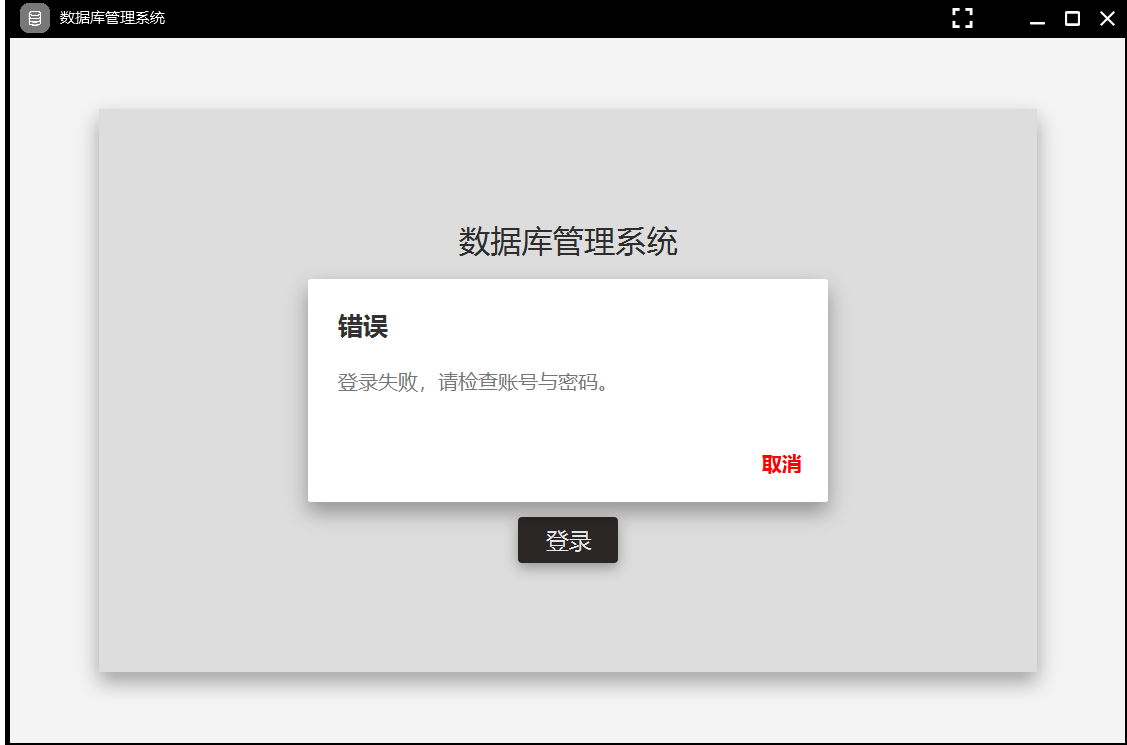 数据库管理系统
数据库管理系统
错误
登录失败，请检查账号与密码。
取消
登录